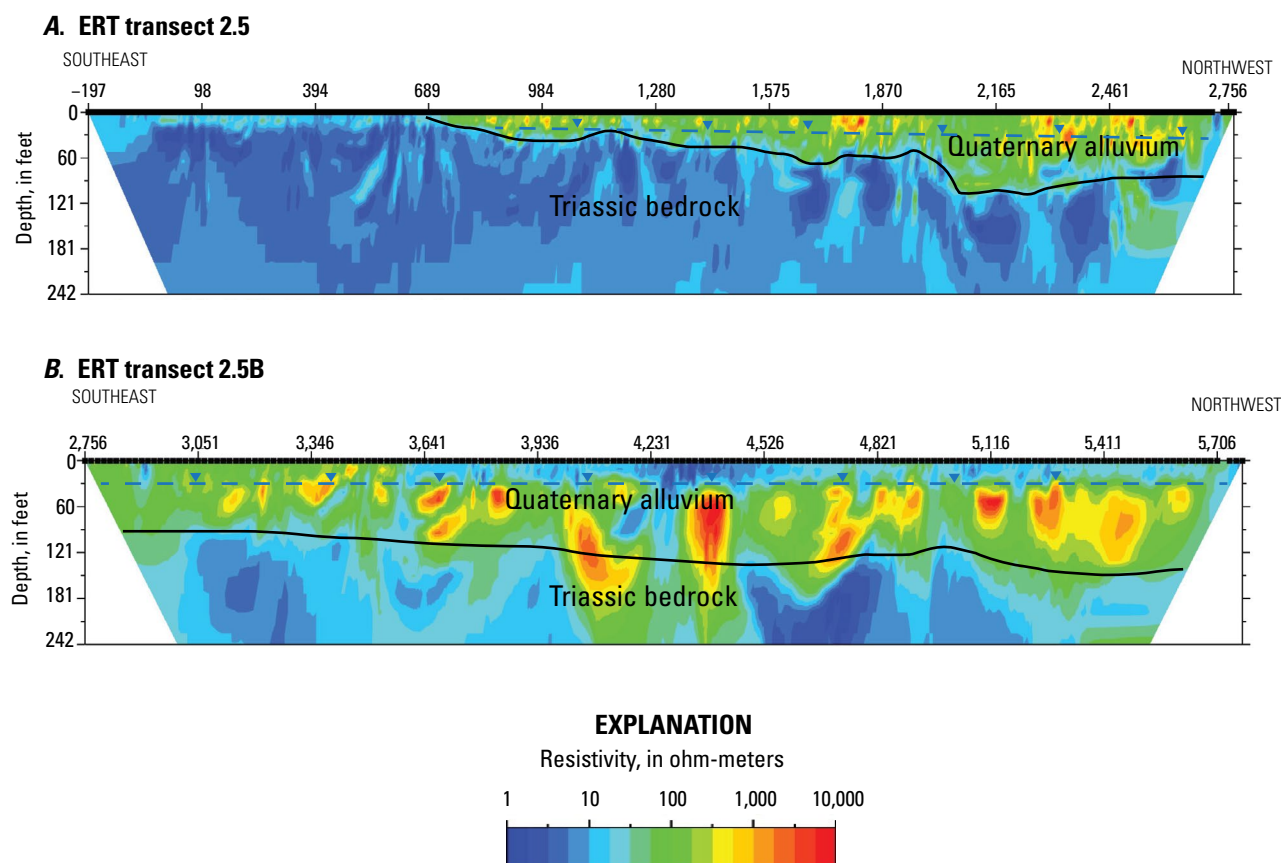 A. ERT transect 2.5
SOUTHEAST
NORTHWEST
−197 98 394 689 984 1,280 1,575 1,870 2,165 2,461 2,756
0
60
121
181
242
Depth, in feet
Quaternary alluvium
Triassic bedrock
B. ERT transect 2.5B
SOUTHEAST
NORTHWEST
2,756 3,051 3,346 3,641 3,936 4,231 4,526 4,821 5,116 5,411 5,706
0
60
121
181
242
Depth, in feet
Quaternary alluvium
Triassic bedrock
EXPLANATION
Resistivity, in ohm-meters
1 10 100 1,000 10,000